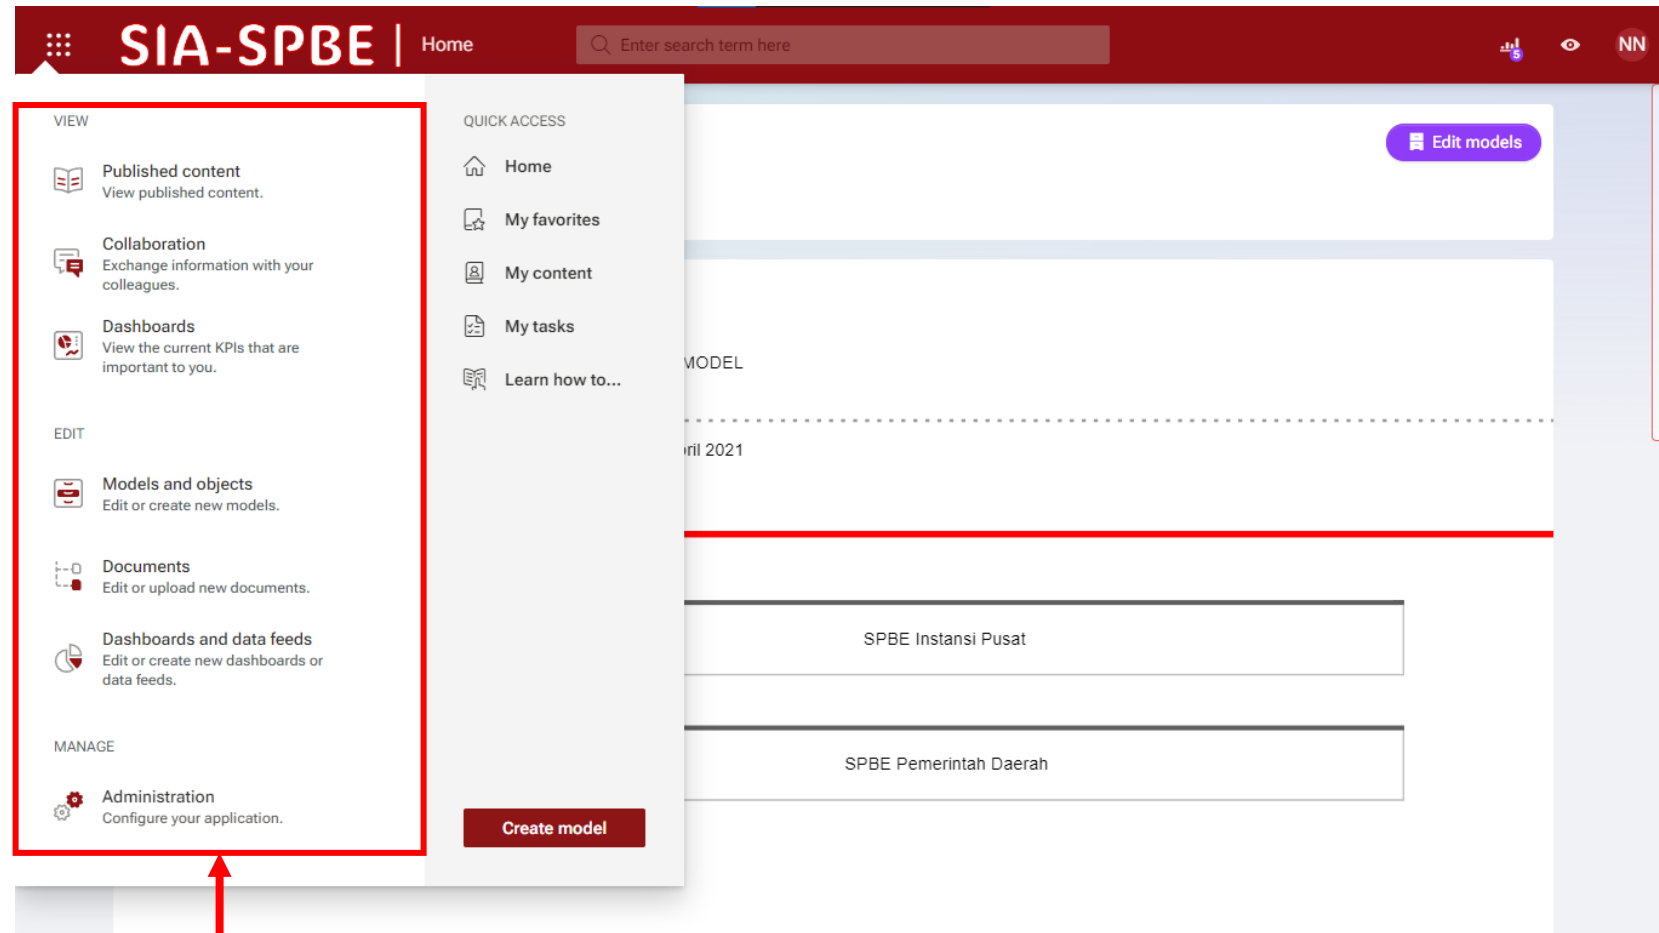 SIA-SPBE | Home
Enter search term here
5
NN
VIEW
Published content
View published content.
Collaboration
Exchange information with your
colleagues.
Dashboards
View the current KPIs that are
important to you.
EDIT
Models and objects
Edit or create new models.
Documents
Edit or upload new documents.
Dashboards and data feeds
Edit or create new dashboards or
data feeds.
MANAGE
Administration
Configure your application.
QUICK ACCESS
Home
My favorites
My content
My tasks
Learn how to...
Create model
Edit models
MODEL
ril 2021
SPBE Instansi Pusat
SPBE Pemerintah Daerah